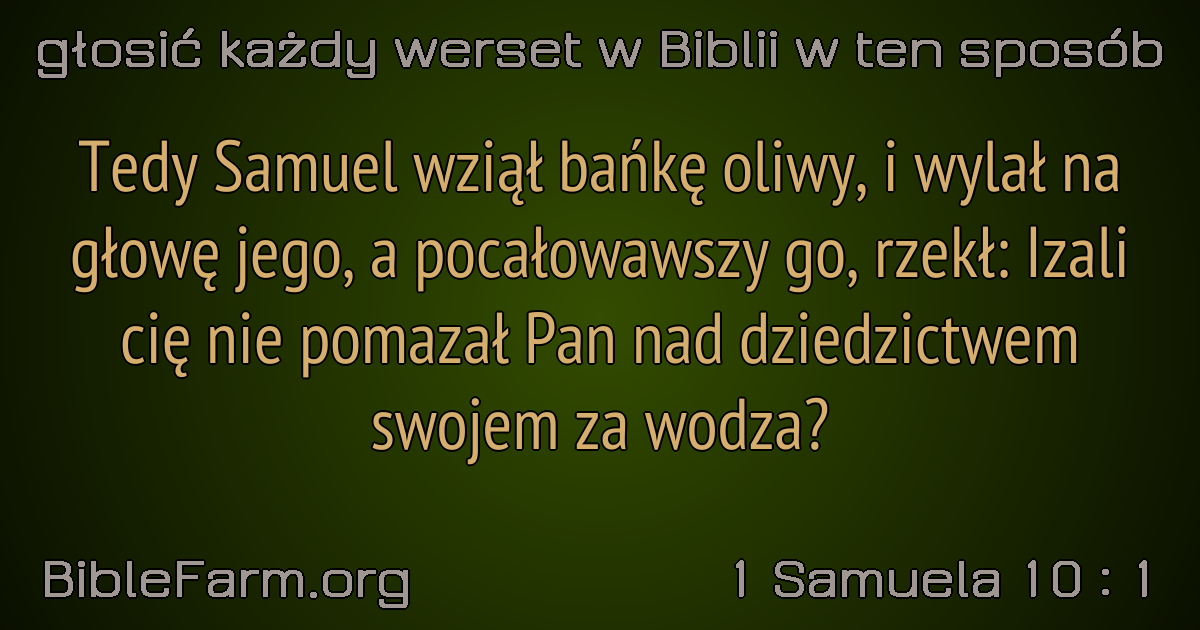 głosić każdy werset w Biblii w ten sposób
Tedy Samuel wziął bańkę oliwy, i wylał na
głowę jego, a pocałowawszy go, rzekł: Izali
cię nie pomazał Pan nad dziedzictwem
swojem za wodza?
BibleFarm.org
1 Samuela 10 : 1